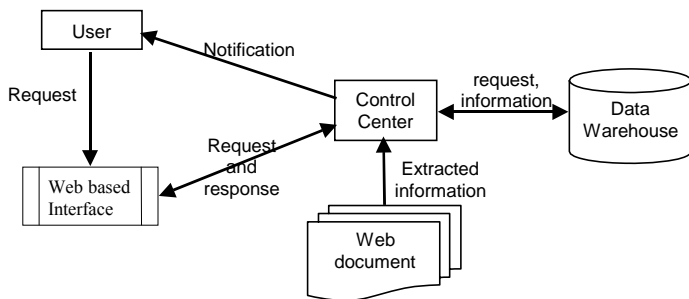 User
Notification
Request
Control
Center
request,
information
Data
Warehouse
Request
and
response
Web based
Interface
Extracted
information
Web
document